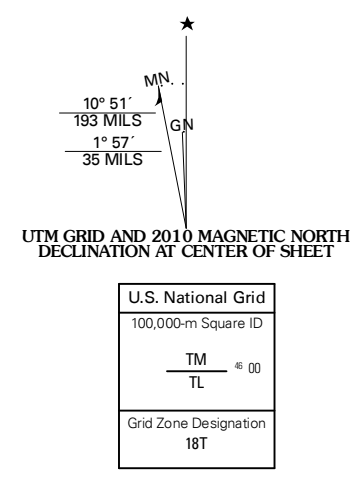 ★
MN
10° 51´
193 MILS
GN
1° 57´
35 MILS
UTM GRID AND 2010 MAGNETIC NORTH
DECLINATION AT CENTER OF SHEET
U.S. National Grid
100,000-m Square ID
TM
46 00
TL
Grid Zone Designation
18T